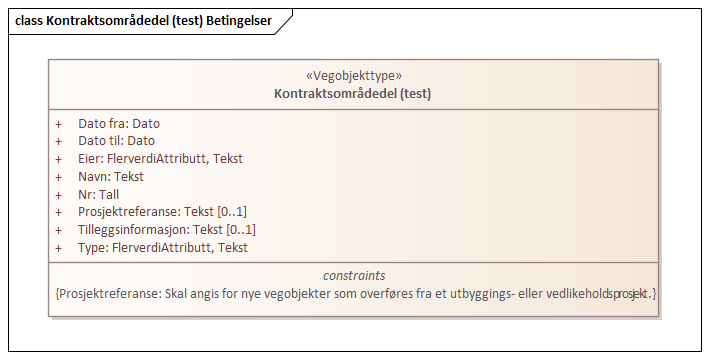 class Kontraktsområdedel (test) Betingelser
«Vegobjekttype»
Kontraktsområdedel (test)
+ Dato fra: Dato
+ Dato til: Dato
+ Eier: FlerverdiAttributt, Tekst
+ Navn: Tekst
+ Nr: Tall
+ Prosjektreferanse: Tekst [0..1]
+ Tilleggsinformasjon: Tekst [0..1]
+ Type: FlerverdiAttributt, Tekst
constraints
{Prosjektreferanse: Skal angis for nye vegobjekter som overføres fra et utbyggings- eller vedlikeholds